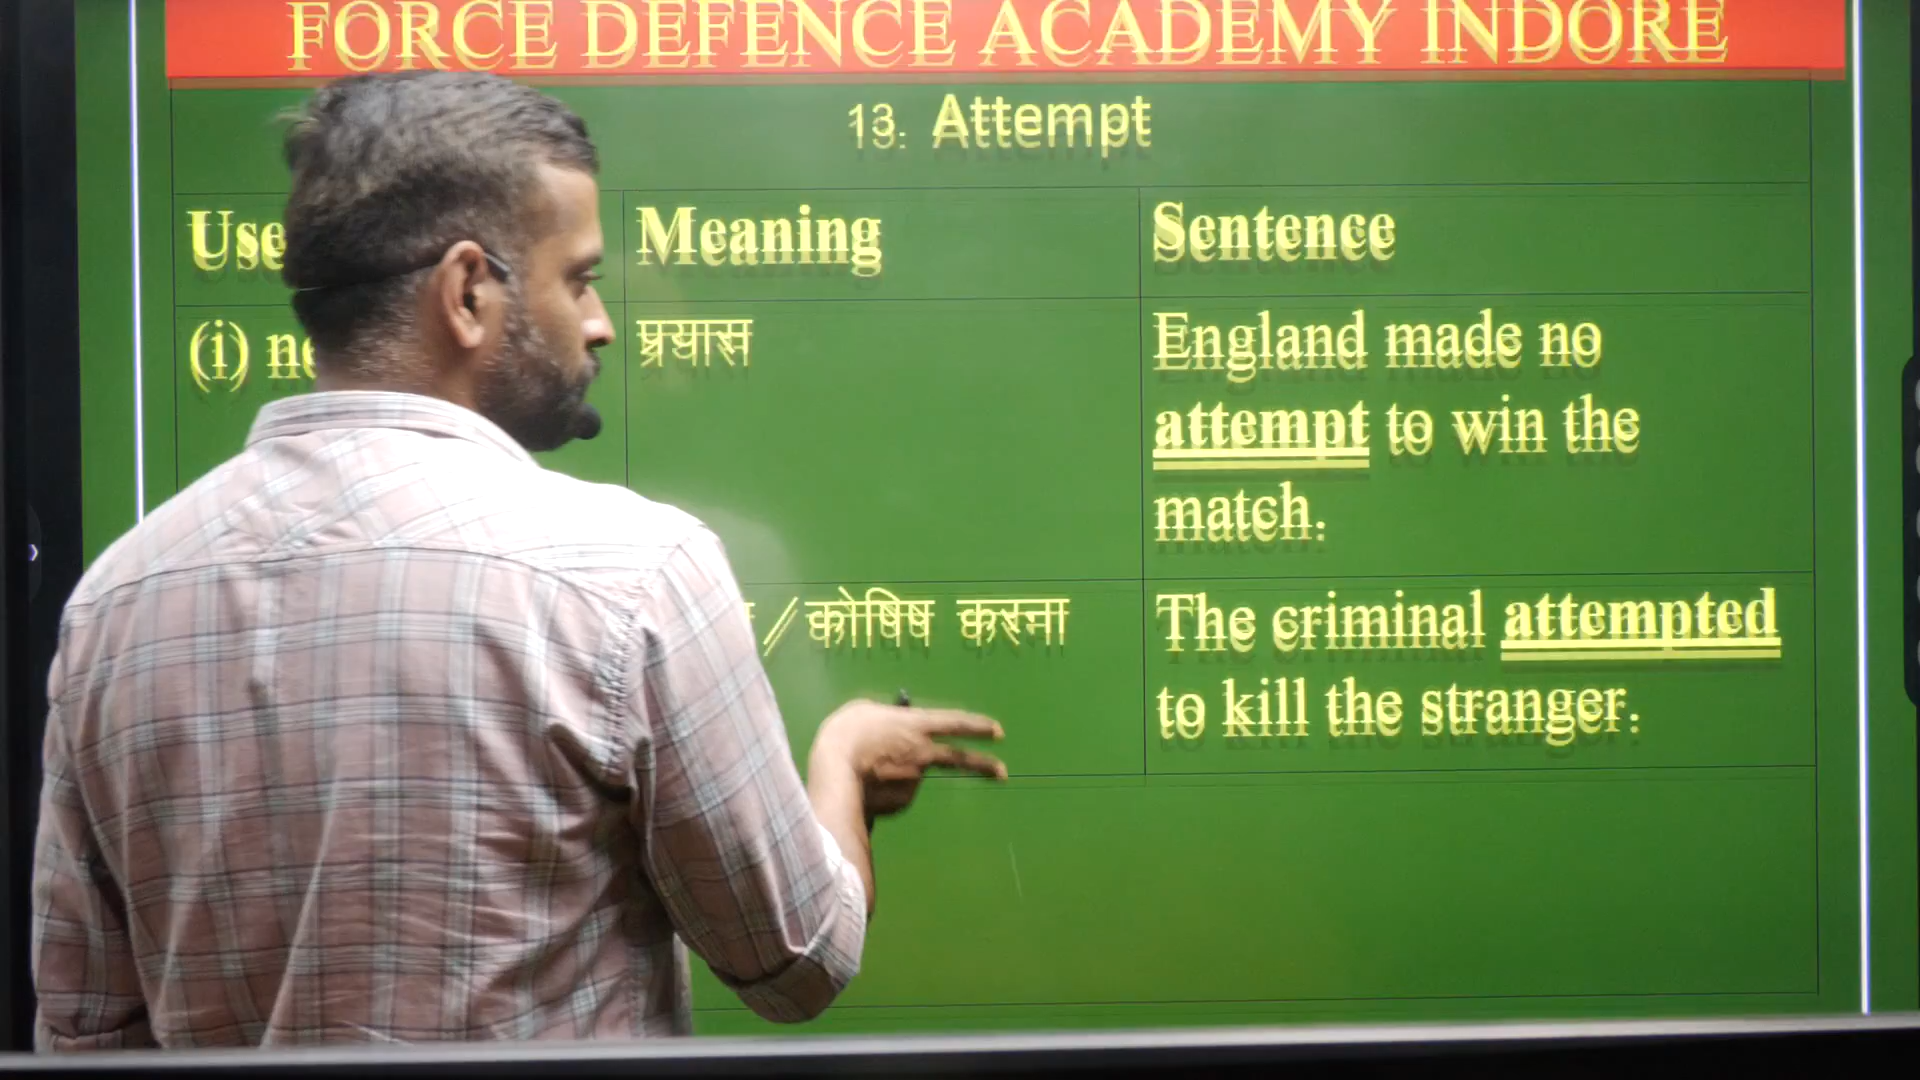 FORCE DEFENCE ACADEMY INDORE
13. Attempt
Use Meaning Sentence
(i) प्रयास England made no
attempt to win the
match.
/ कोषिष करना The criminal attempted
to kill the stranger.